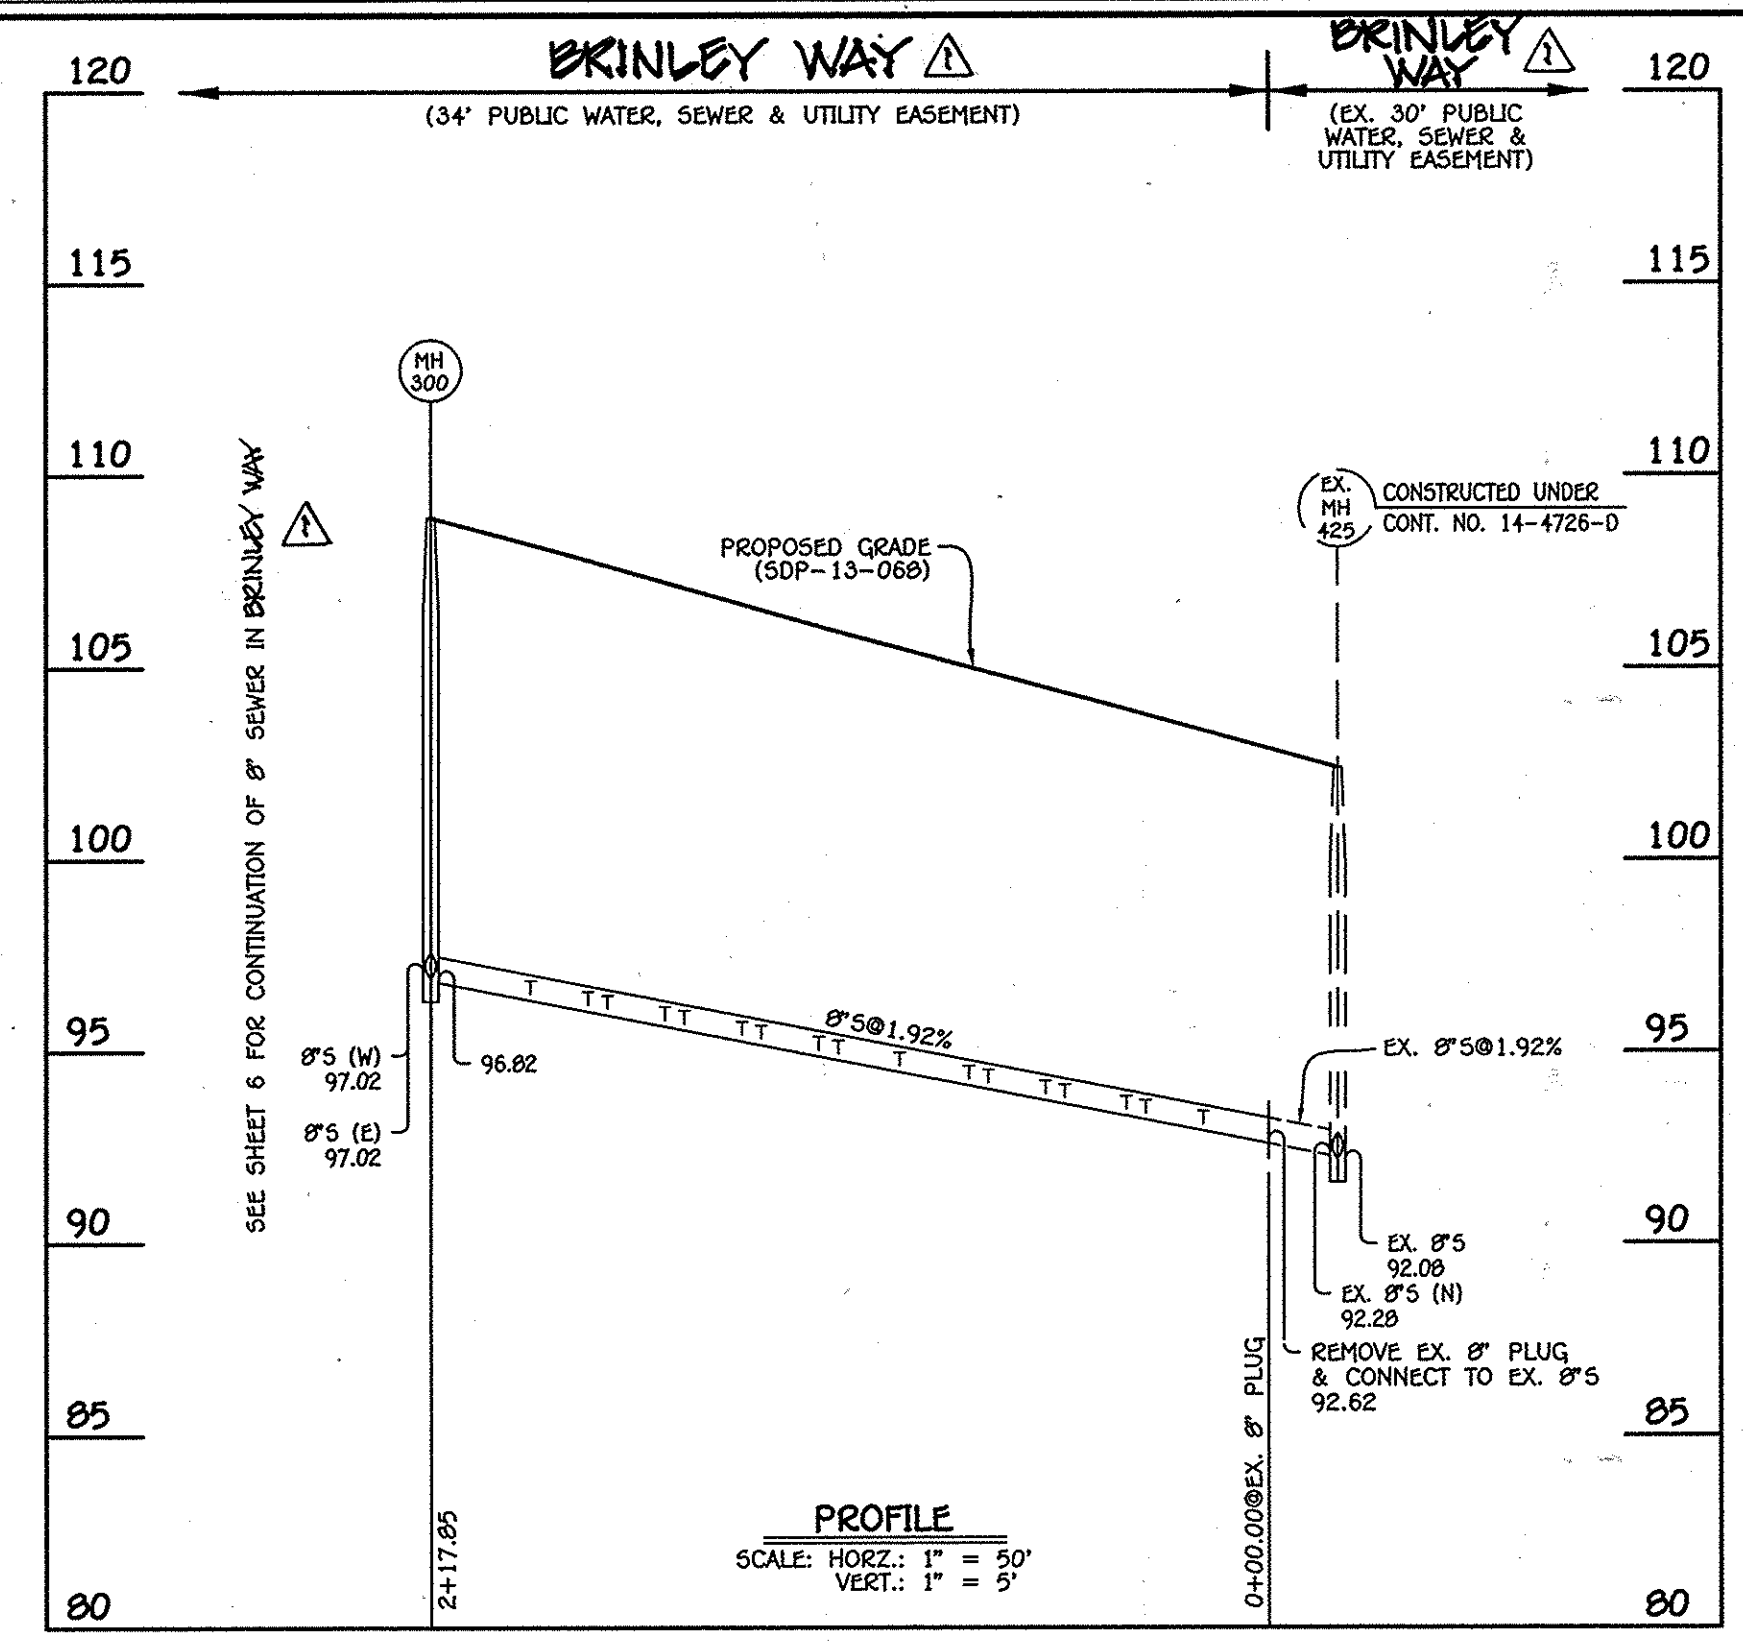 BRINLEY WAY 1
(34' PUBLIC WATER, SEWER & UTILITY EASEMENT)
BRINLEY
WAY 1
(EX. 30' PUBLIC
WATER, SEWER &
UTILITY EASEMENT)
120
115
110
105
100
95
90
85
80
120
115
110
105
100
95
90
85
80
SEE SHEET 6 FOR CONTINUATION OF 8" SEWER IN BRINLEY WAY
1
MH
300
PROPOSED GRADE
(SDP-13-068)
EX.
MH
425
CONSTRUCTED UNDER
CONT. NO. 14-4726-D
8"S (W)
97.02
8"S (E)
97.02
96.82
T T T T T T T T T T T T T T T T T
8"S@1.92%
EX. 8"S@1.92%
EX. 8"S
92.08
EX. 8"S (N)
92.28
REMOVE EX. 8" PLUG
& CONNECT TO EX. 8"S
92.62
2+17.85
0+00.00@EX. 8" PLUG
PROFILE
SCALE: HORZ.: 1" = 50'
VERT.: 1" = 5'